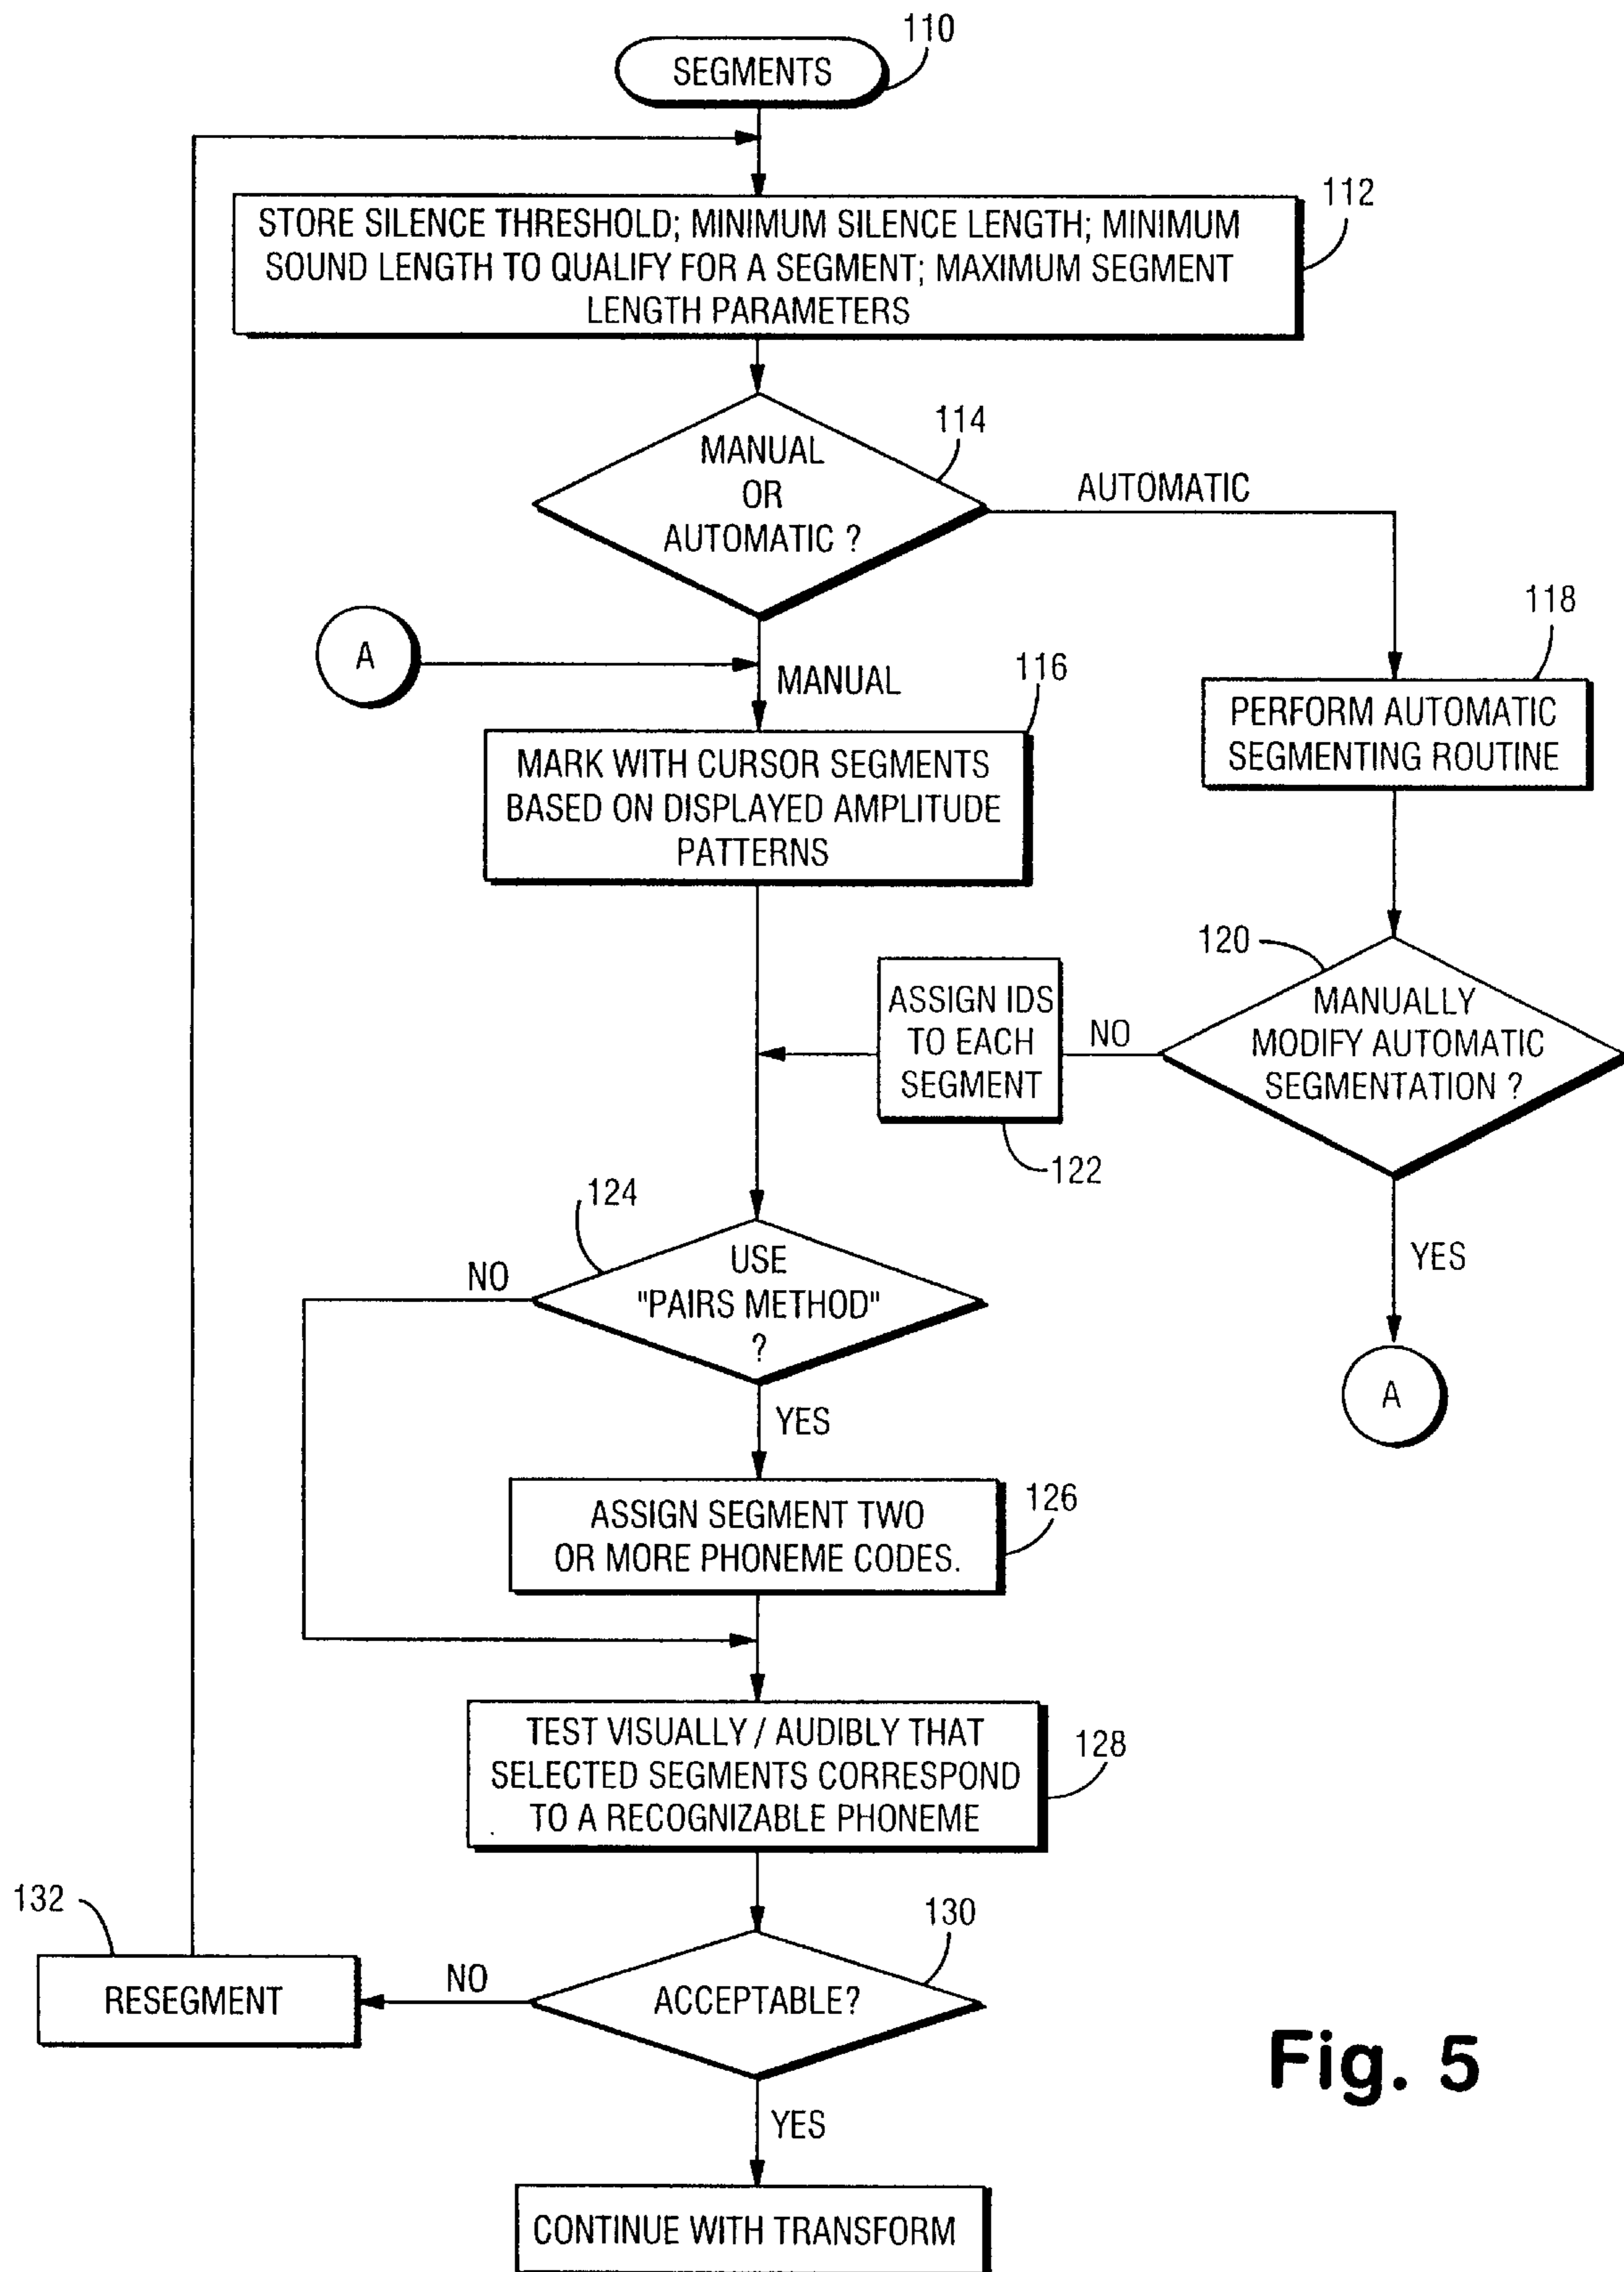 110
SEGMENTS
112
STORE SILENCE THRESHOLD; MINIMUM SILENCE LENGTH; MINIMUM
SOUND LENGTH TO QUALIFY FOR A SEGMENT; MAXIMUM SEGMENT
LENGTH PARAMETERS
114
MANUAL
OR
AUTOMATIC ?
AUTOMATIC
118
A
MANUAL
116
PERFORM AUTOMATIC
SEGMENTING ROUTINE
MARK WITH CURSOR SEGMENTS
BASED ON DISPLAYED AMPLITUDE
PATTERNS
120
MANUALLY
MODIFY AUTOMATIC
SEGMENTATION ?
NO
ASSIGN IDS
TO EACH
SEGMENT
122
124
USE
"PAIRS METHOD"
?
NO
YES
YES
A
126
ASSIGN SEGMENT TWO
OR MORE PHONEME CODES.
TEST VISUALLY / AUDIBLY THAT
SELECTED SEGMENTS CORRESPOND
TO A RECOGNIZABLE PHONEME
128
132
130
RESEGMENT
NO
ACCEPTABLE?
Fig. 5
YES
CONTINUE WITH TRANSFORM